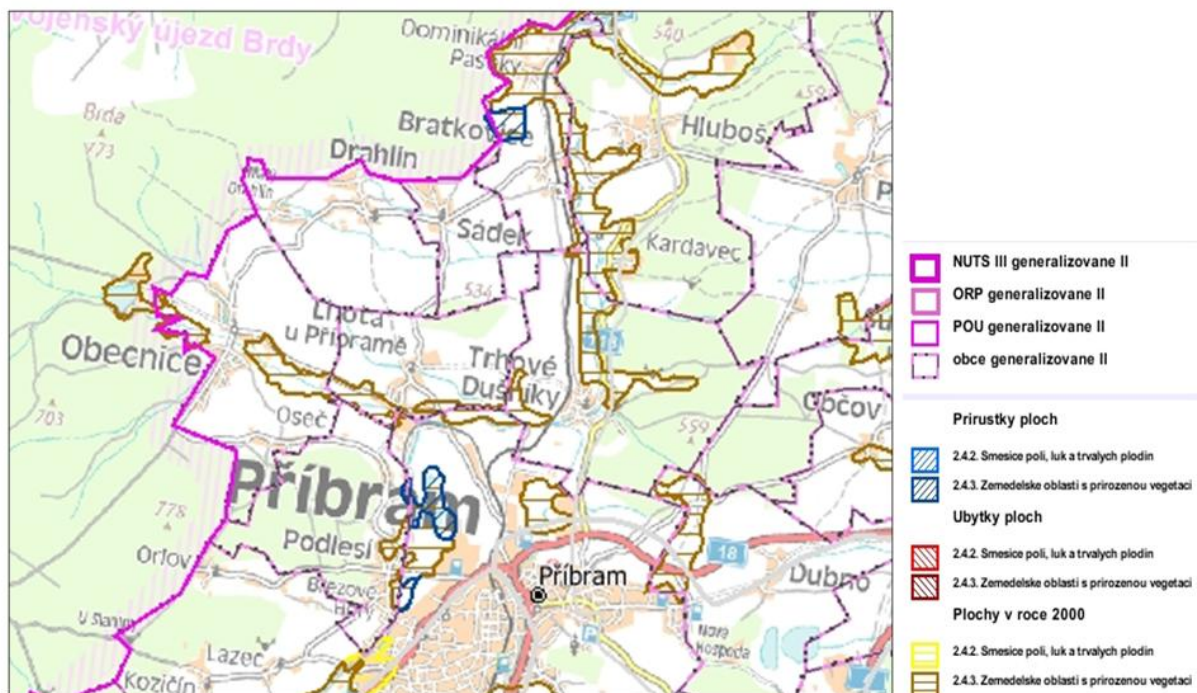 Vojenský újezd Brdy
Dominikální
Paseky
540
Brda
773
Bratkovice
Hluboš
Drahlín
Sádek
Kardavec
534
Lhota
u Příbramě
Obecnice
Trhové
Dušníky
Občov
703
Oseč
559
Příbram
778
Podlesí
Orlov
18
Březové
Hory
Příbram
Dubno
Nová
Hospoda
P
Lazec
Kozičín
NUTS III generalizovane II
ORP generalizovane II
POU generalizovane II
obce generalizovane II
Prirustky ploch
2.4.2. Smesice poli, luk a trvalych plodin
2.4.3. Zemedelske oblasti s prirozenou vegetaci
Ubytky ploch
2.4.2. Smesice poli, luk a trvalych plodin
2.4.3. Zemedelske oblasti s prirozenou vegetaci
Plochy v roce 2000
2.4.2. Smesice poli, luk a trvalych plodin
2.4.3. Zemedelske oblasti s prirozenou vegetaci